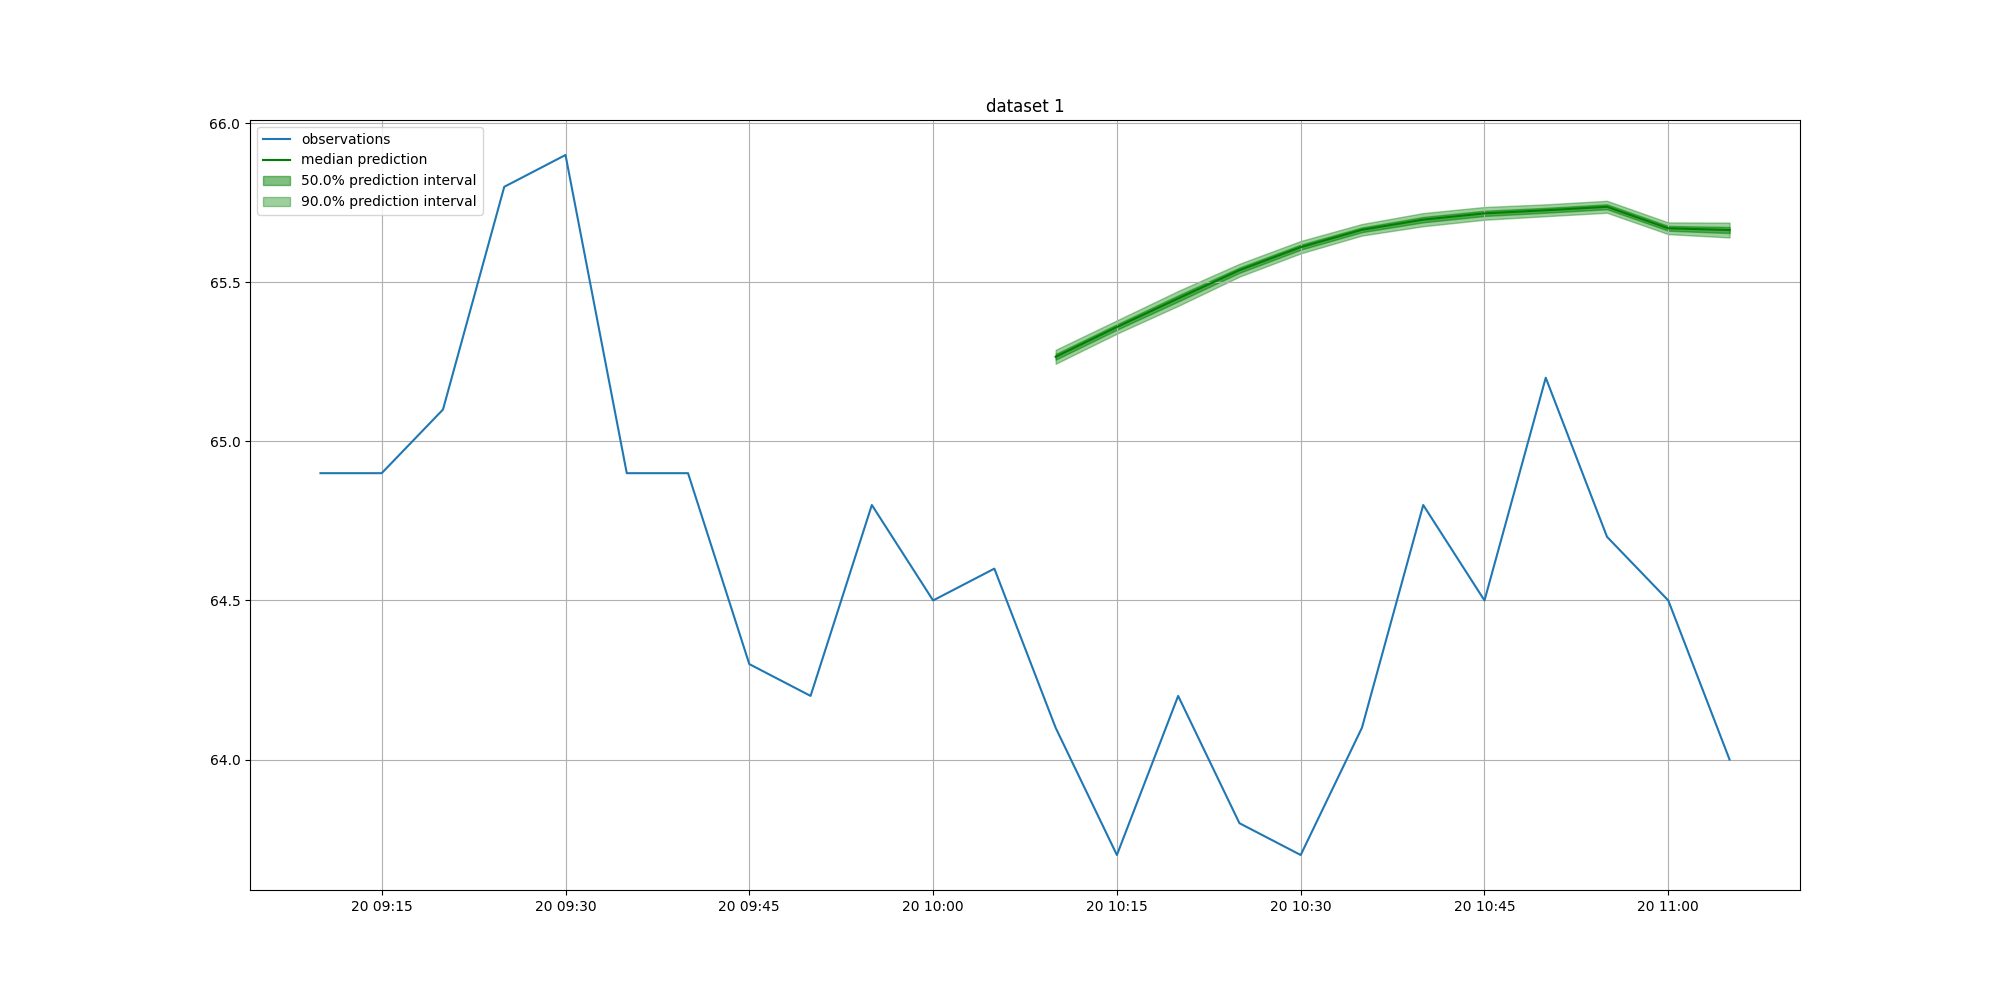 dataset 1
66.0
65.5
65.0
64.5
64.0
observations
median prediction
50.0% prediction interval
90.0% prediction interval
20 09:15 20 09:30 20 09:45 20 10:00 20 10:15 20 10:30 20 10:45 20 11:00